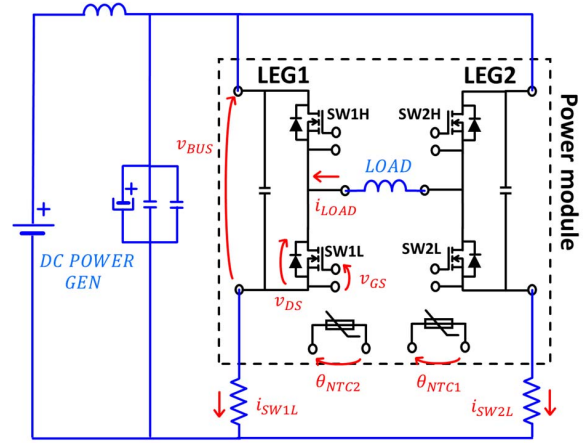 LEG1
LEG2
SW1H
SW2H
v_BUS
LOAD
i_LOAD
Power module
+
+
DC POWER
GEN
SW1L
SW2L
v_GS
v_DS
θ_NTC2
θ_NTC1
i_SW1L
i_SW2L